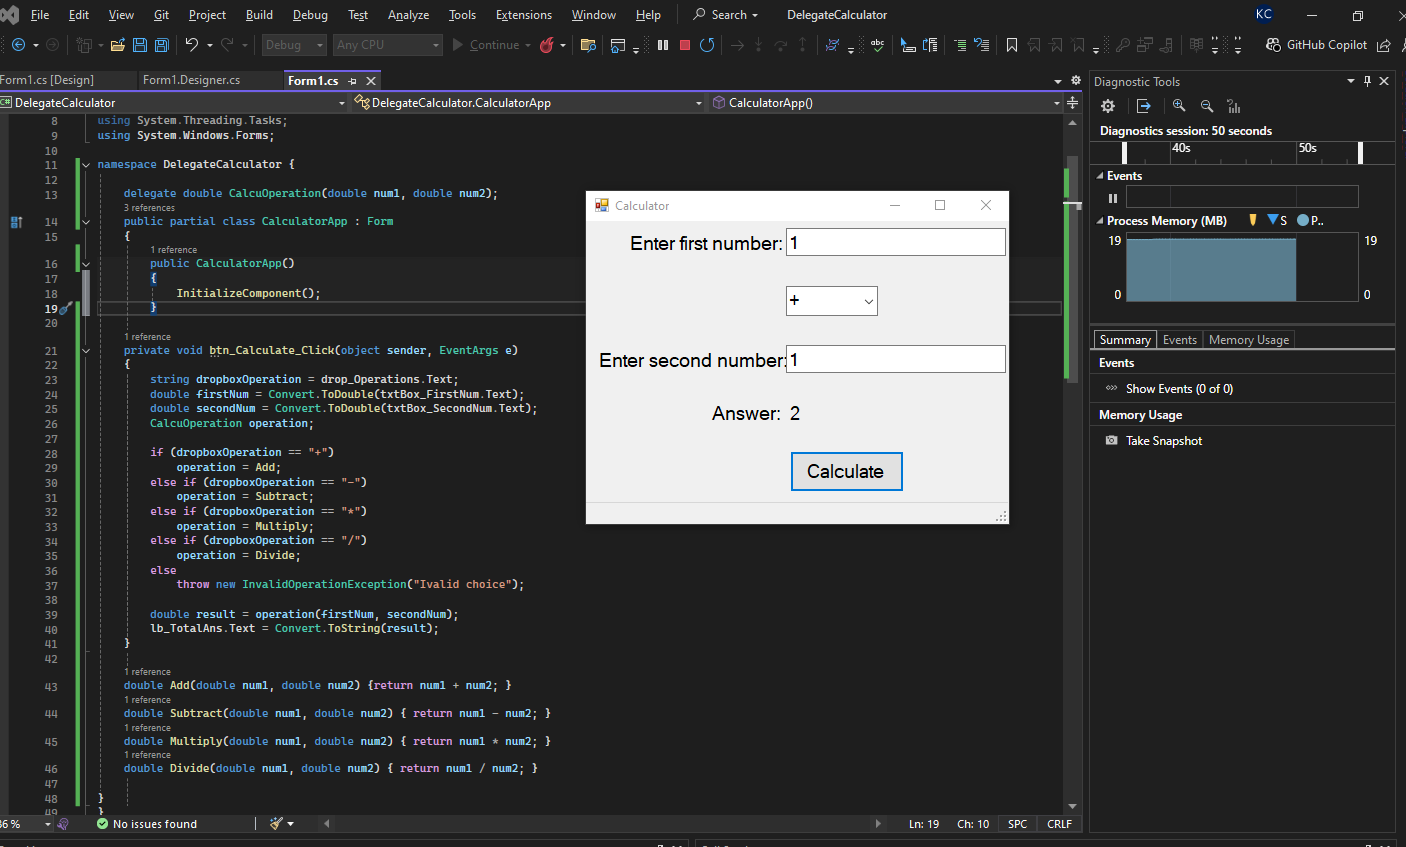 File Edit View Git Project Build Debug Test Analyze Tools Extensions Window Help Search DelegateCalculator KC
Debug Any CPU Continue GitHub Copilot
Form1.cs [Design] Form1.Designer.cs Form1.cs
DelegateCalculator DelegateCalculator.CalculatorApp CalculatorApp()
8 using System.Threading.Tasks;
9 using System.Windows.Forms;
10
11 namespace DelegateCalculator {
12
13 delegate double CalcuOperation(double num1, double num2);
3 references
14 public partial class CalculatorApp : Form
15 {
1 reference
16 public CalculatorApp()
17 {
18 InitializeComponent();
19 }
20
1 reference
21 private void btn_Calculate_Click(object sender, EventArgs e)
22 {
23 string dropboxOperation = drop_Operations.Text;
24 double firstNum = Convert.ToDouble(txtBox_FirstNum.Text);
25 double secondNum = Convert.ToDouble(txtBox_SecondNum.Text);
26 CalcuOperation operation;
27
28 if (dropboxOperation == "+")
29 operation = Add;
30 else if (dropboxOperation == "-")
31 operation = Subtract;
32 else if (dropboxOperation == "*")
33 operation = Multiply;
34 else if (dropboxOperation == "/")
35 operation = Divide;
36 else
37 throw new InvalidOperationException("Ivalid choice");
38
39 double result = operation(firstNum, secondNum);
40 lb_TotalAns.Text = Convert.ToString(result);
41 }
42
1 reference
43 double Add(double num1, double num2) {return num1 + num2; }
1 reference
44 double Subtract(double num1, double num2) { return num1 - num2; }
1 reference
45 double Multiply(double num1, double num2) { return num1 * num2; }
1 reference
46 double Divide(double num1, double num2) { return num1 / num2; }
47
48 }
49 }
Calculator
Enter first number: 1
+
Enter second number: 1
Answer: 2
Calculate
Diagnostic Tools
Diagnostics session: 50 seconds
40s 50s
Events
Process Memory (MB) S P..
19 19
0 0
Summary Events Memory Usage
Events
Show Events (0 of 0)
Memory Usage
Take Snapshot
No issues found Ln: 19 Ch: 10 SPC CRLF